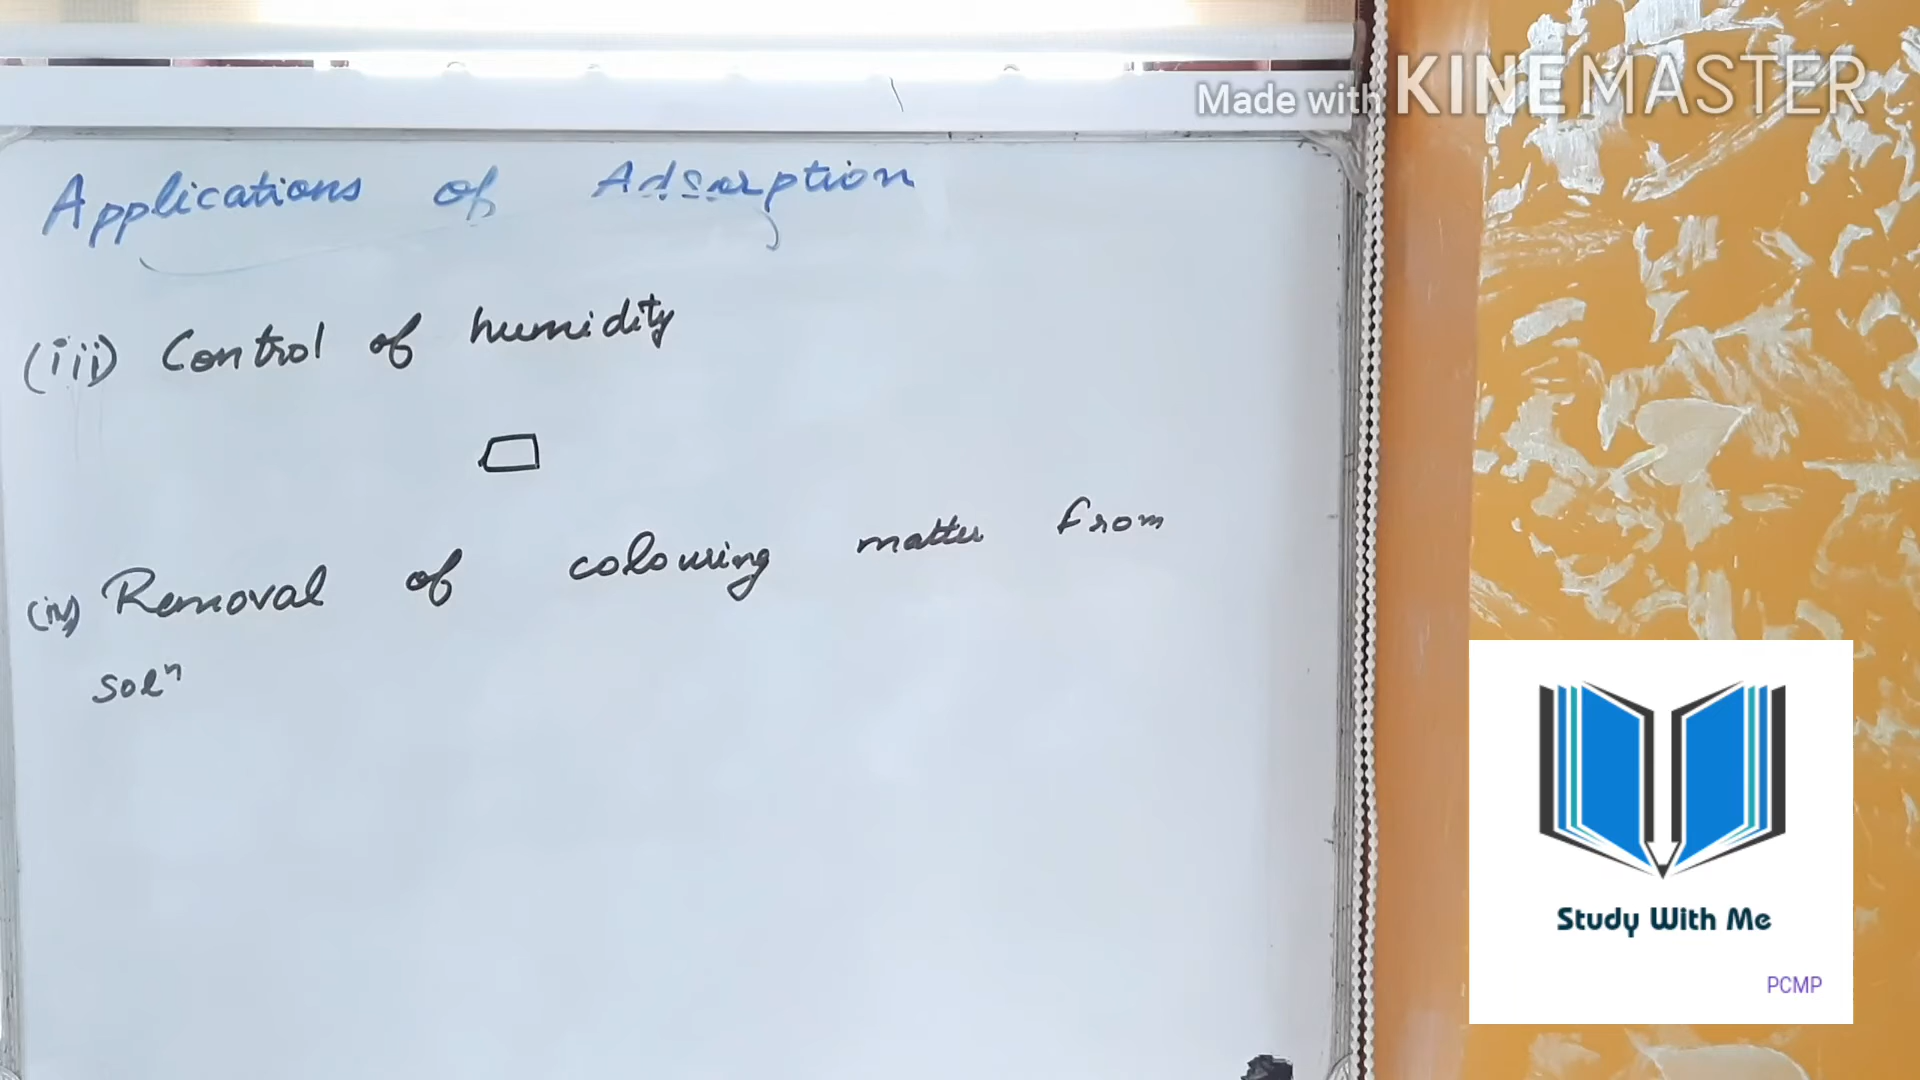 Made with KINEMASTER
Applications of Adsorption
(iii) Control of humidity
(iv) Removal of colouring matter from
solⁿ
Study With Me
PCMP